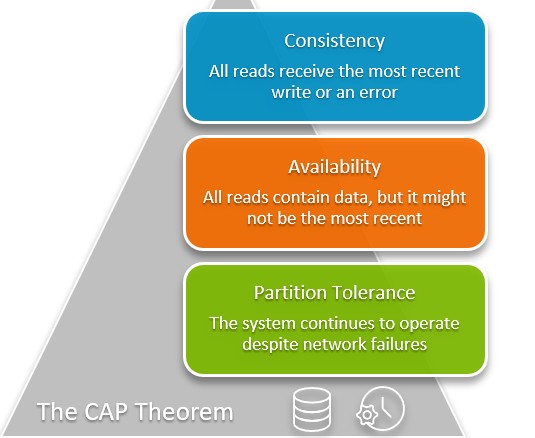 Consistency
All reads receive the most recent
write or an error
Availability
All reads contain data, but it might
not be the most recent
Partition Tolerance
The system continues to operate
despite network failures
The CAP Theorem